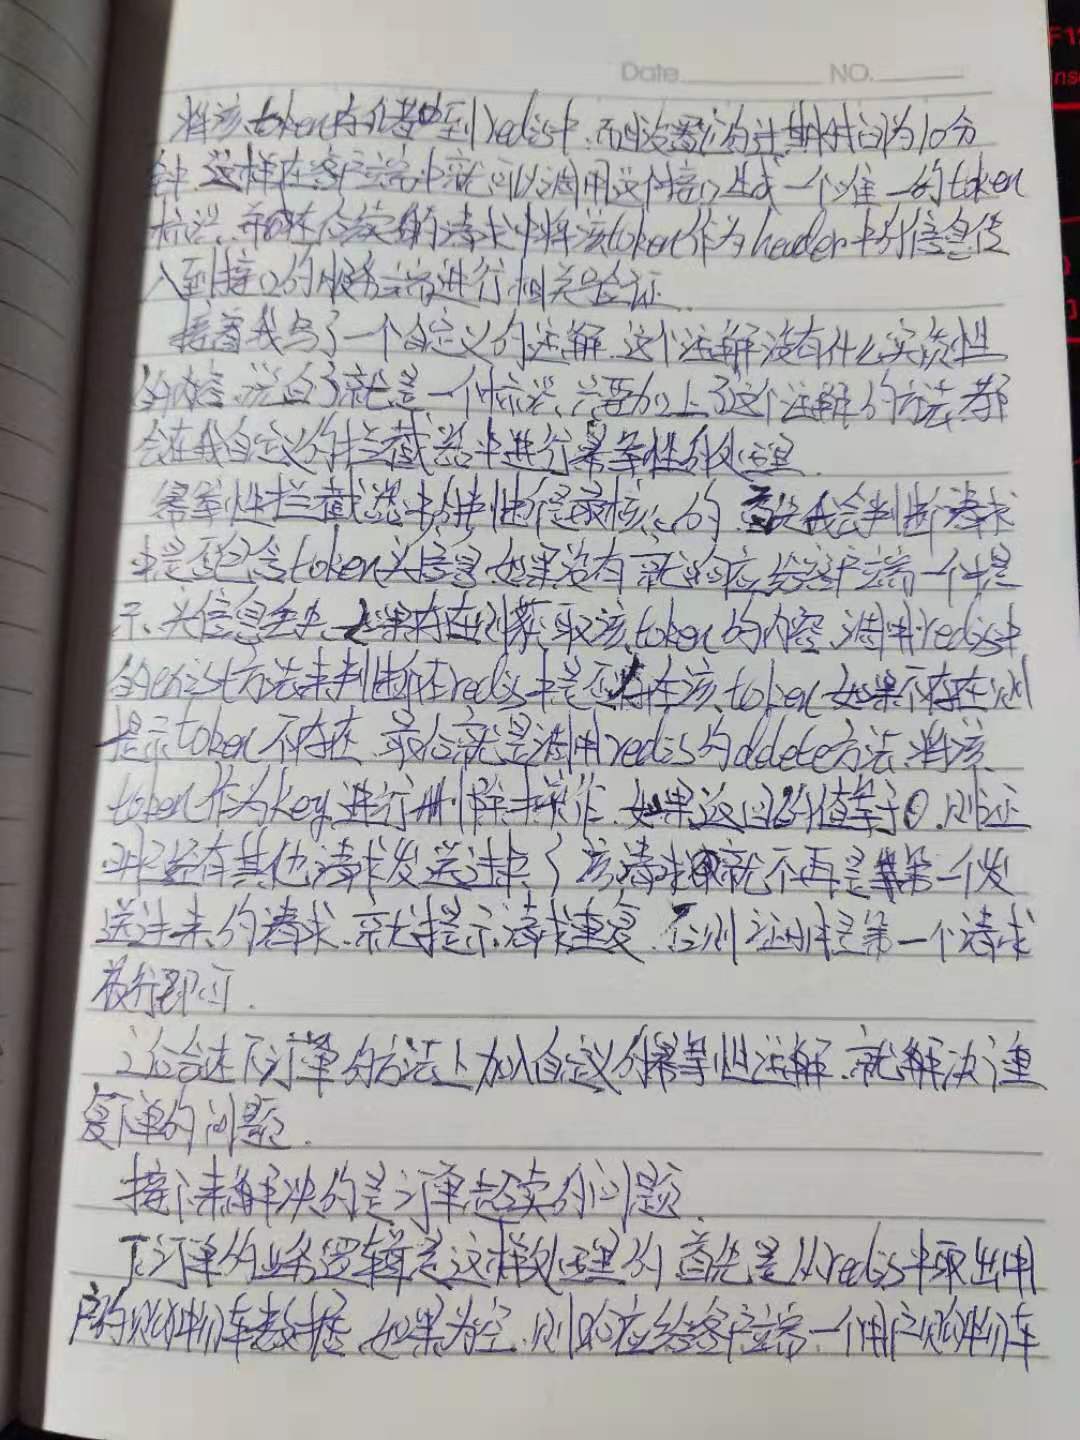 Date NO.
将该token内容存到redis中,而且设置它的过期时间为10分
钟,这样在客户端中就可以调用这个接口生成一个唯一的token
标识,并在后续的请求中将该token作为header中的信息传
入到接口的服务端进行相关验证.
接着我写了一个自定义的注解,这个注解没有什么实质性
的内容,说白了就是一个标识,只要加上了这个注解的方法,都
会在我自定义的拦截器中进行幂等性的处理.
幂等性拦截器中的是最核心的,首先我会判断请求
中是否包含token头信息,如果没有就响应给客户端一个提
示,头信息丢失,如果存在则获取该token的内容,调用redis中
的exist方法来判断在redis中是否存在该token,如果不存在则
提示token不存在,最后就是调用redis的delete方法,将该
token作为key进行删除操作,如果返回的值等于0,则证
明已经有其他请求发送进来了,该请求就不再是第一个发
送进来的请求,就提示请求重复,否则证明是第一个请求
放行即可.
之后会在下订单的方法上加入自定义的幂等性注解,就解决了重
复下单的问题.
接下来解决的是订单超卖的问题.
下订单的业务逻辑是这样处理的,首先是从redis中取出用
户的购物车数据,如果为空,则响应给客户端一个用户购物车